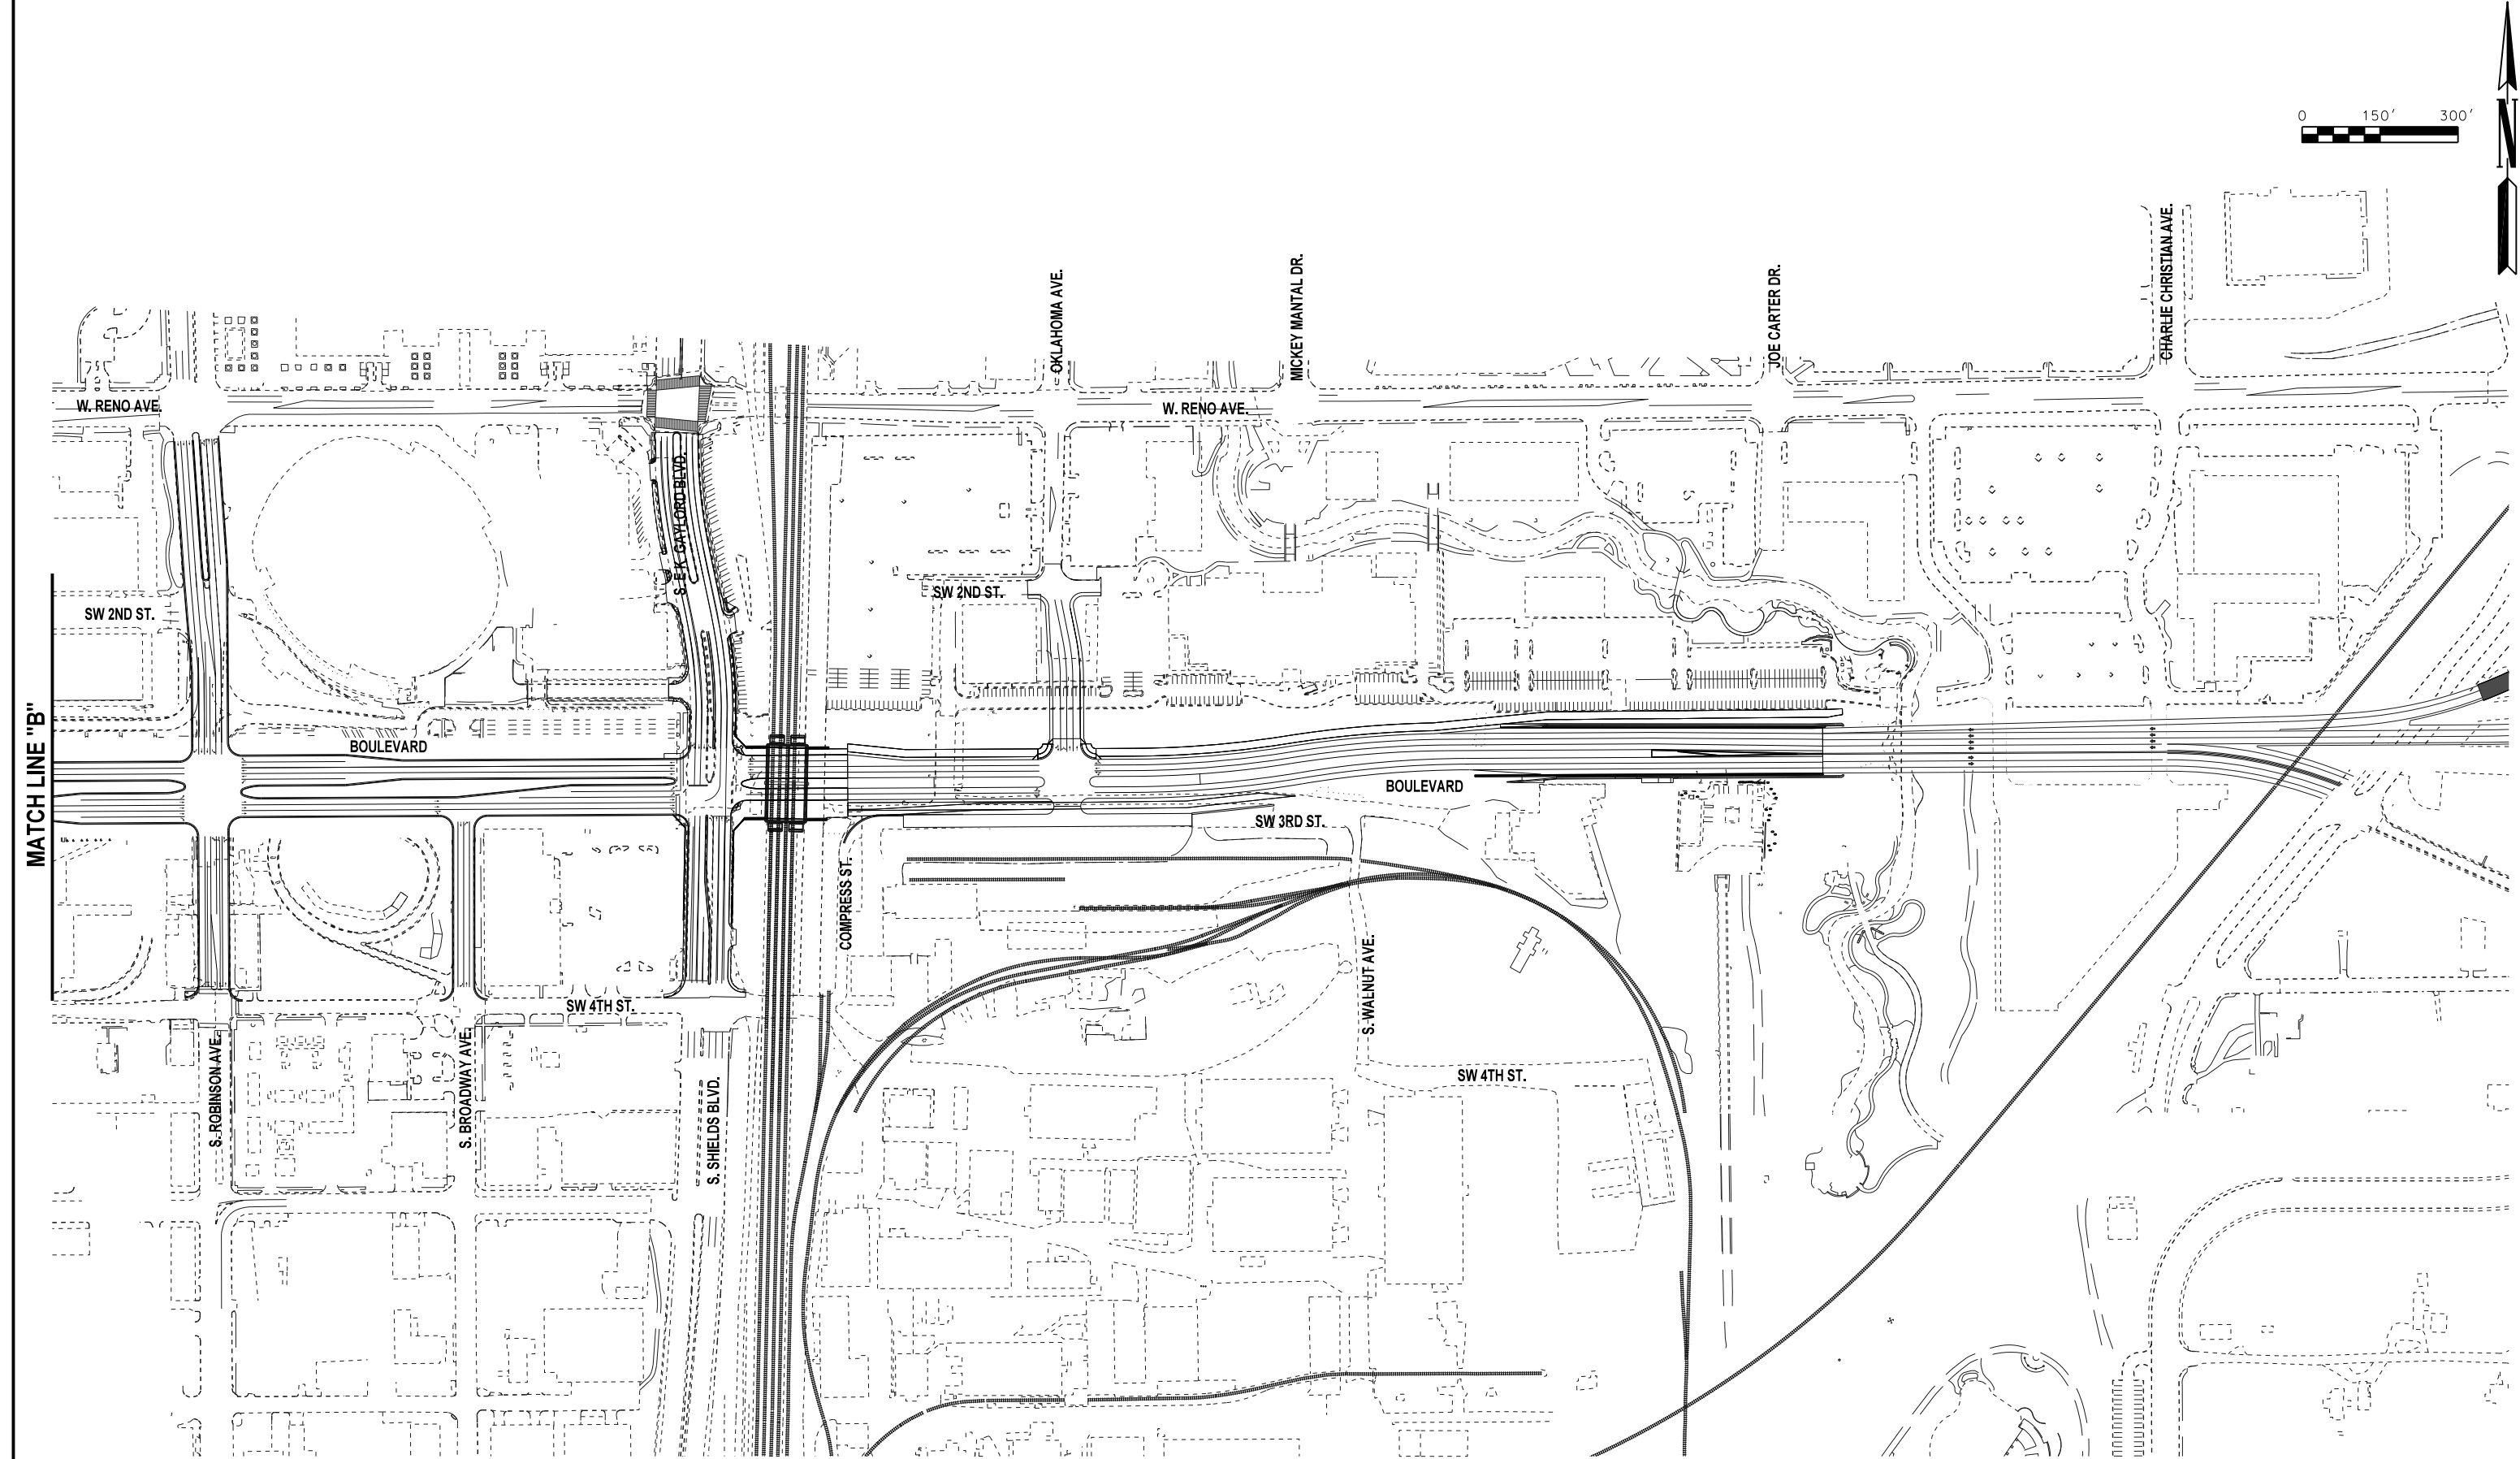 N
0 150' 300'
CHARLIE CHRISTIAN AVE.
MICKEY MANTAL DR.
JOE CARTER DR.
OKLAHOMA AVE.
W. RENO AVE.
W. RENO AVE.
S E K GAYLORD BLVD.
SW 2ND ST.
SW 2ND ST.
MATCH LINE "B"
BOULEVARD
BOULEVARD
SW 3RD ST.
COMPRESS ST.
S. WALNUT AVE.
SW 4TH ST.
SW 4TH ST.
S. ROBINSON AVE.
S. BROADWAY AVE.
S. SHIELDS BLVD.